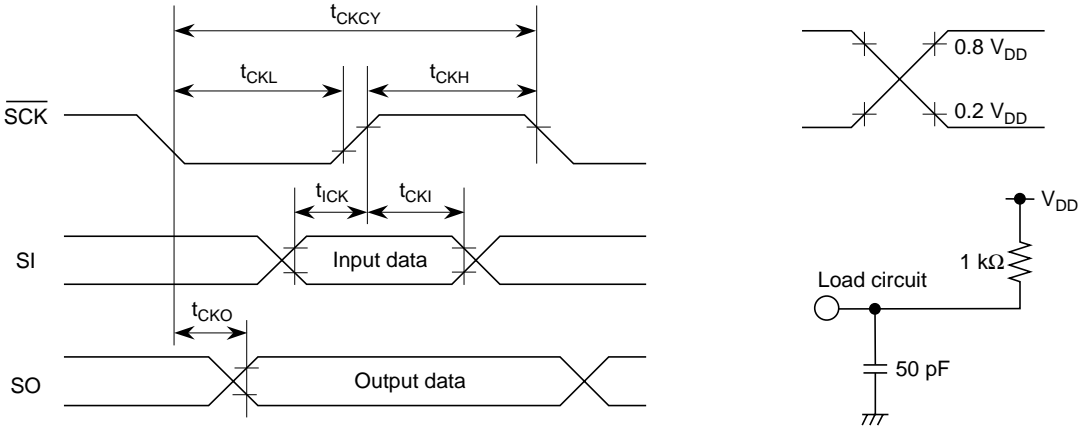 tCKCY
tCKL
tCKH
SCK
tICK
tCKI
SI
Input data
tCKO
SO
Output data
0.8 VDD
0.2 VDD
VDD
1 kΩ
Load circuit
50 pF